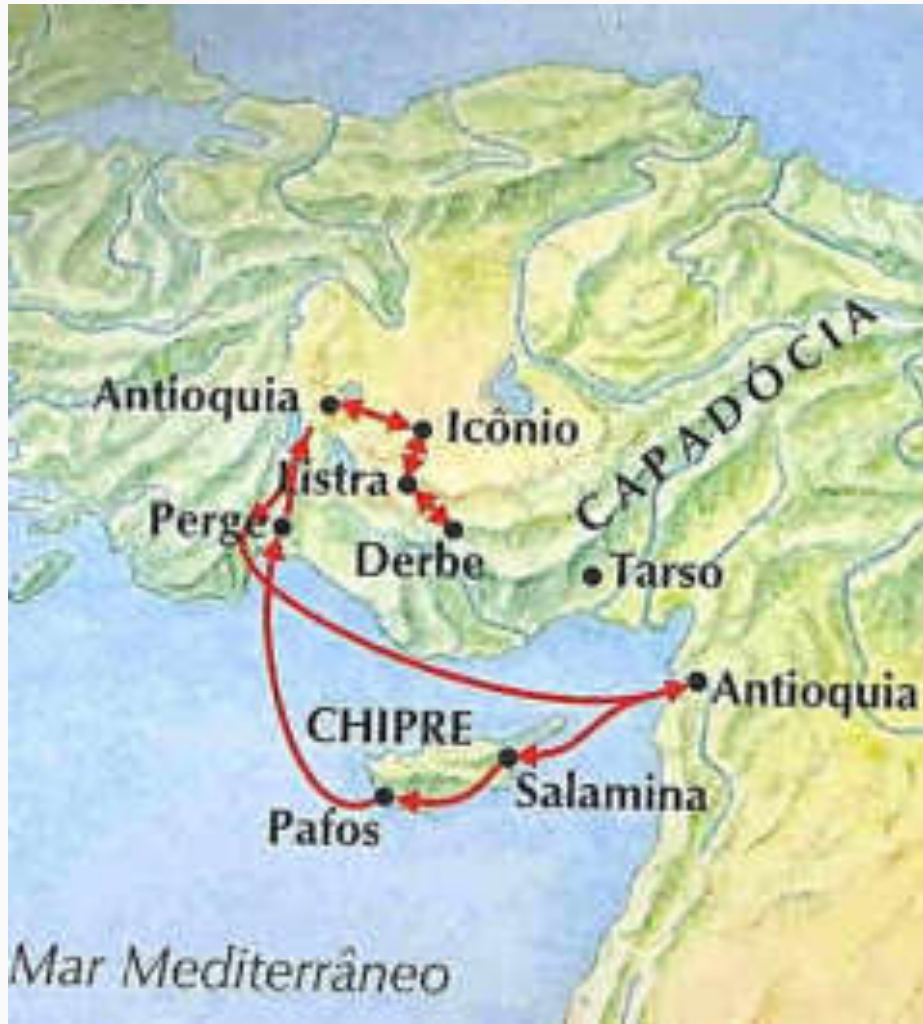 CAPADÓCIA
Antioquia
Icônio
Listra
Perge
Derbe
Tarso
Antioquia
CHIPRE
Salamina
Pafos
Mar Mediterrâneo